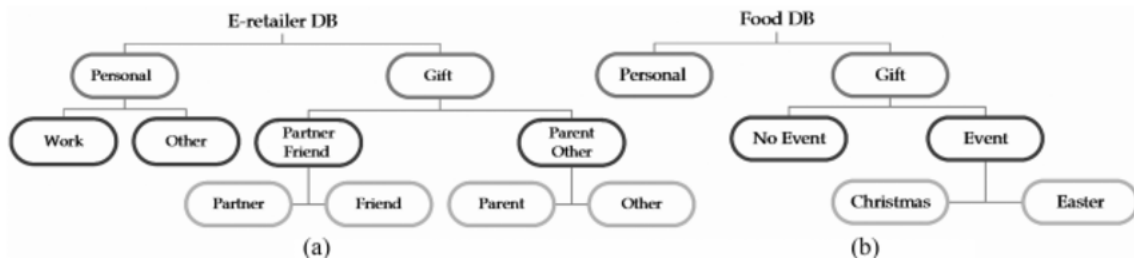 E-retailer DB
Food DB
Personal
Gift
Personal
Gift
Work
Other
Partner
Friend
Parent
Other
No Event
Event
Partner
Friend
Parent
Other
Christmas
Easter
(a)
(b)